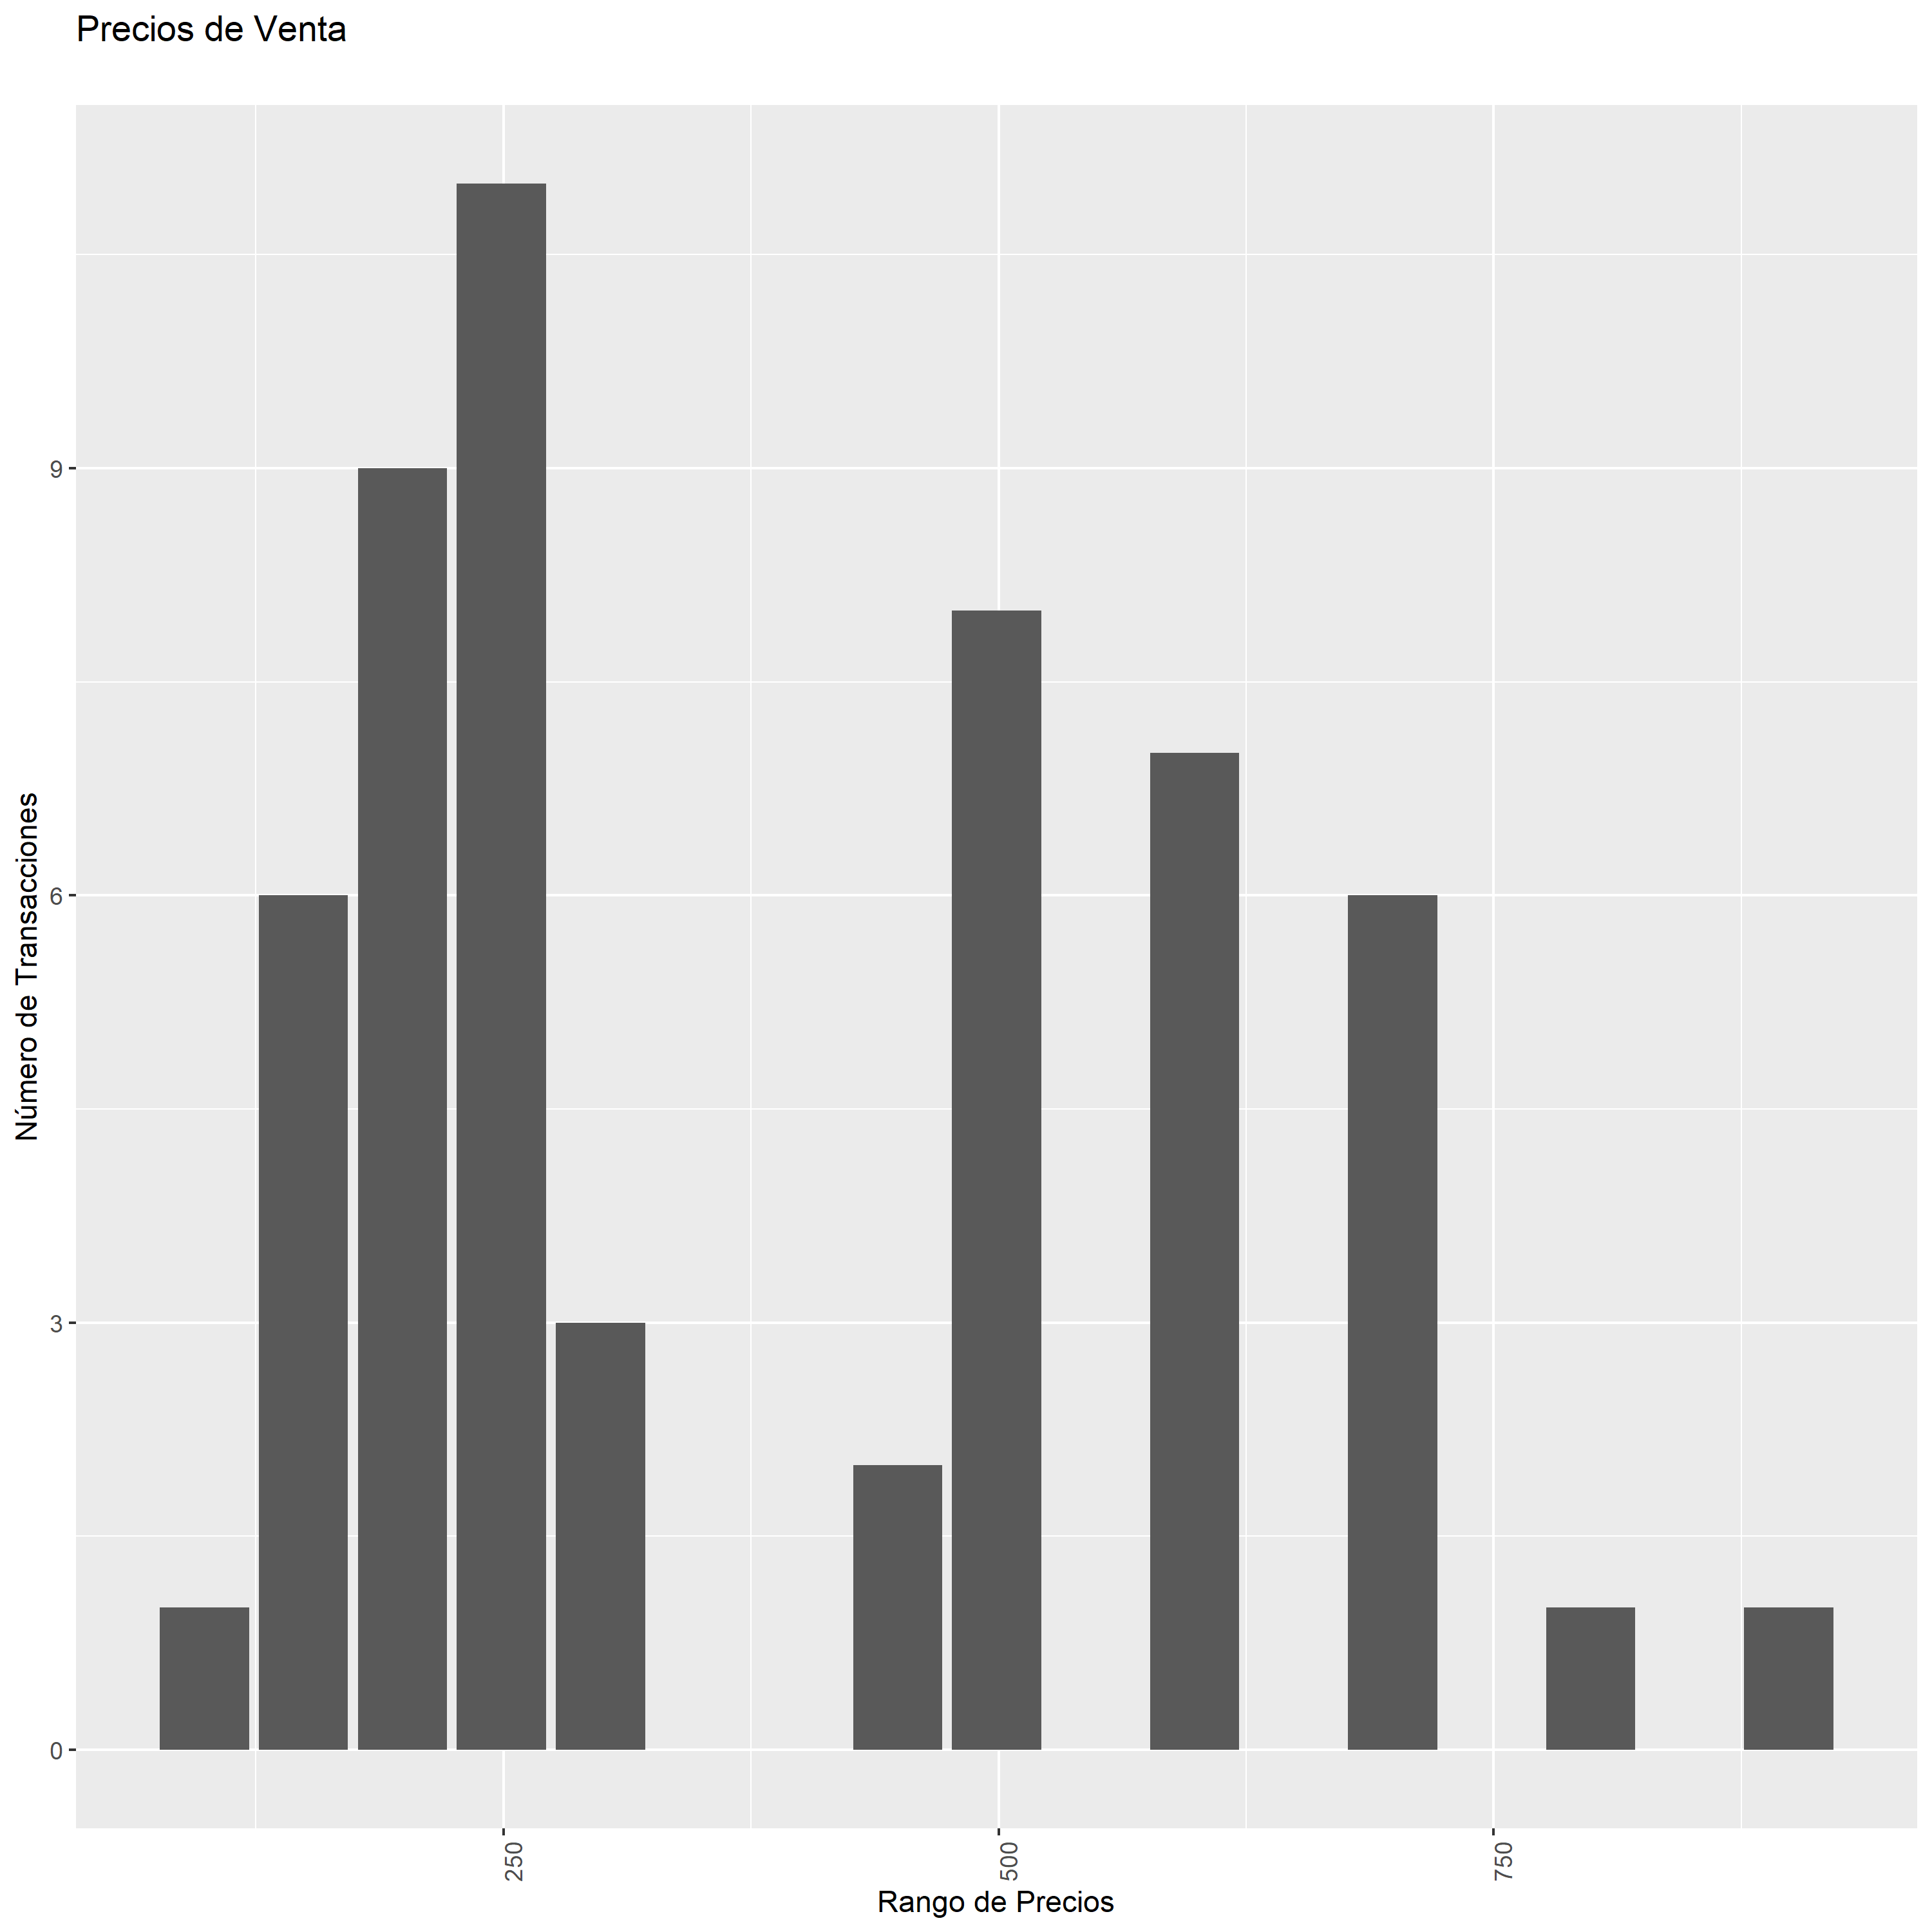 Precios de Venta
Número de Transacciones
9
6
3
0
250
500
750
Rango de Precios